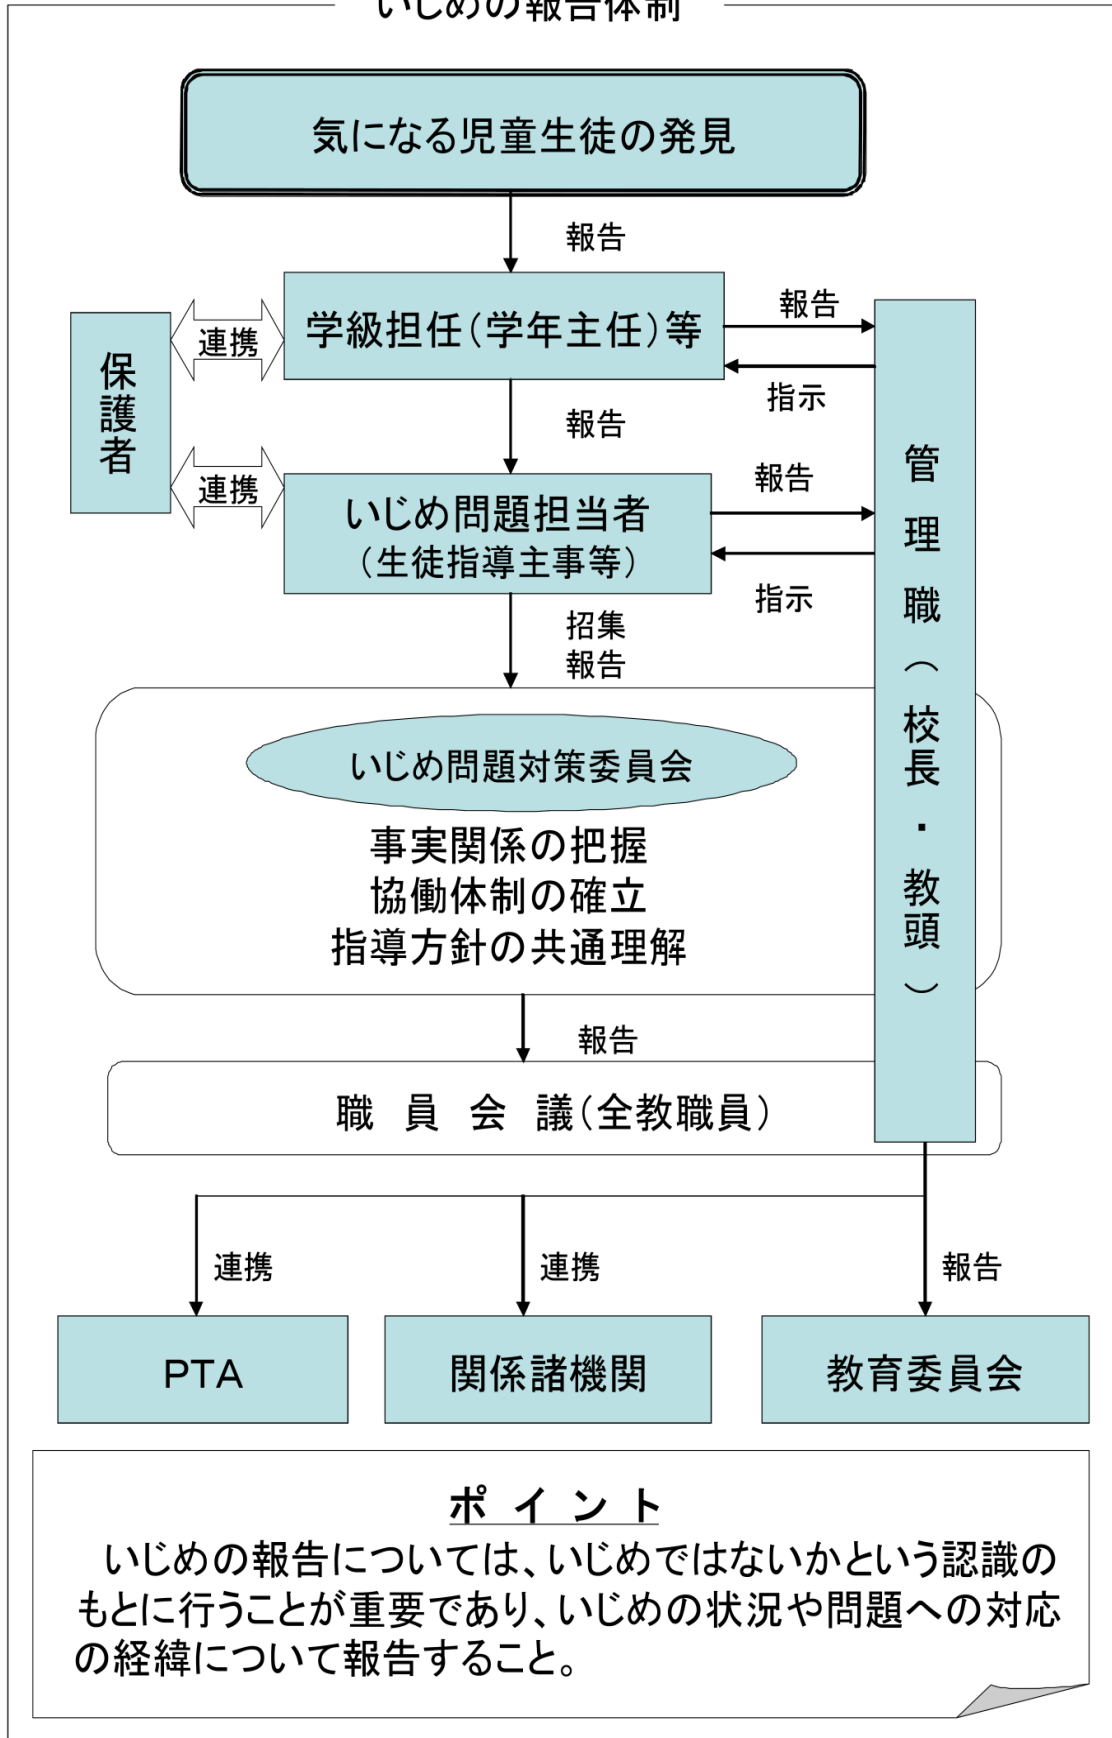 いじめの報告体制
気になる児童生徒の発見
報告
学級担任(学年主任)等
報告
指示
連携
保護者
報告
連携
いじめ問題担当者
(生徒指導主事等)
報告
指示
管理職(校長・教頭)
招集
報告
いじめ問題対策委員会
事実関係の把握
協働体制の確立
指導方針の共通理解
報告
職 員 会 議(全教職員)
連携
連携
報告
PTA
関係諸機関
教育委員会
ポ イ ン ト
いじめの報告については、いじめではないかという認識の
もとに行うことが重要であり、いじめの状況や問題への対応
の経緯について報告すること。